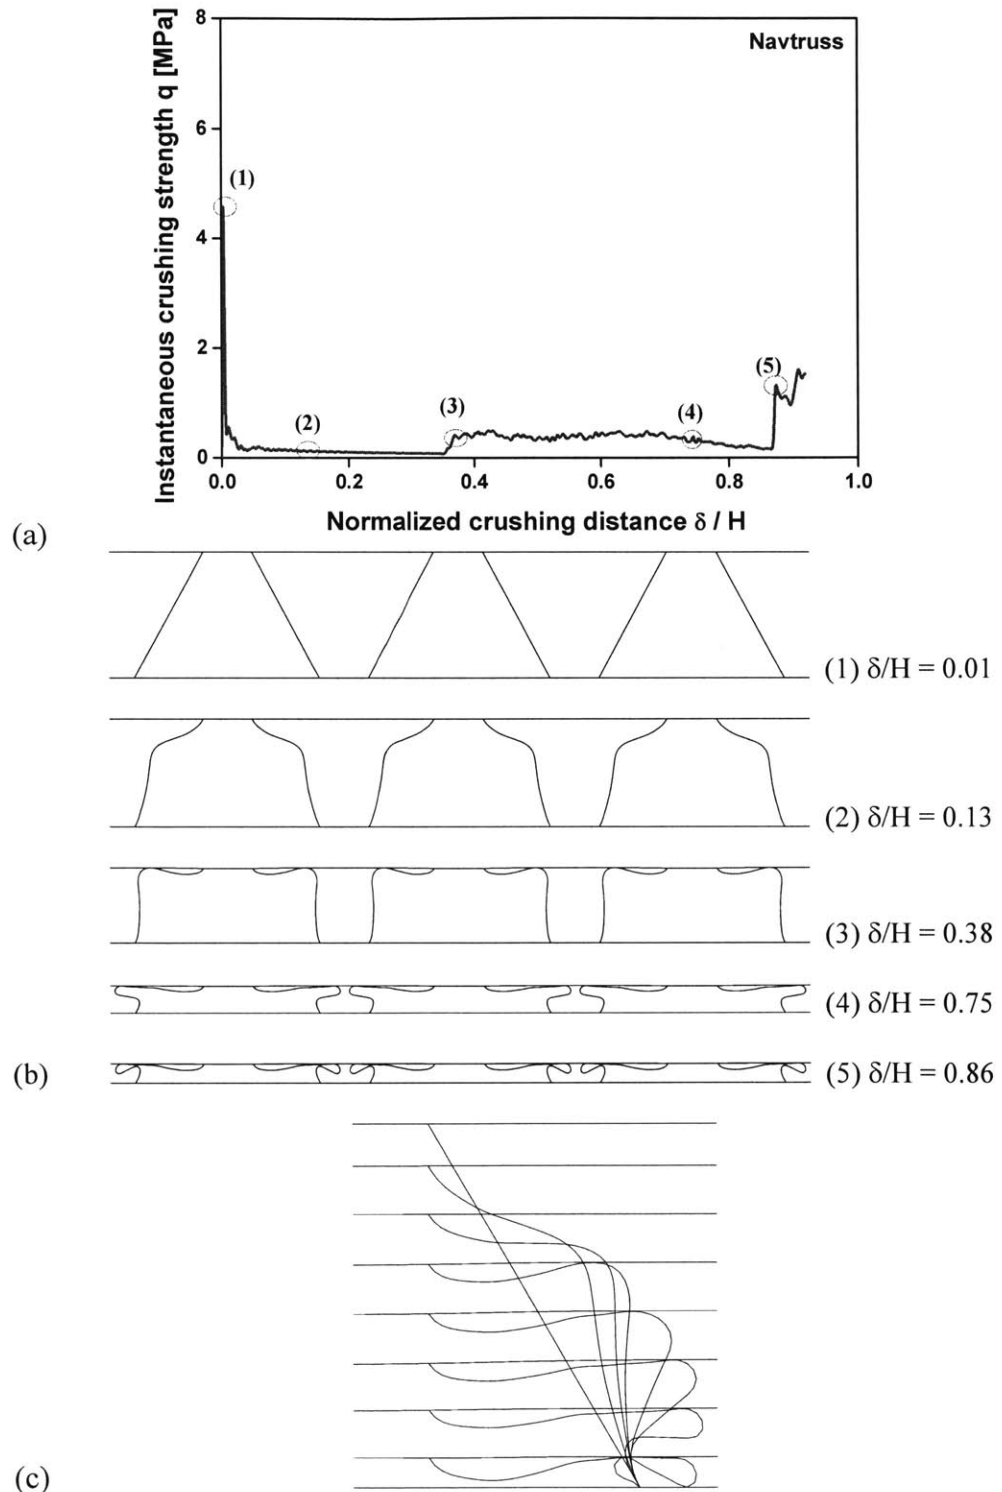 Navtruss
Instantaneous crushing strength q [MPa]
8
6
4
2
0
(1)
(2)
(3)
(4)
(5)
0.0 0.2 0.4 0.6 0.8 1.0
Normalized crushing distance δ / H
(a)
(1) δ/H = 0.01
(2) δ/H = 0.13
(3) δ/H = 0.38
(4) δ/H = 0.75
(b)
(5) δ/H = 0.86
(c)